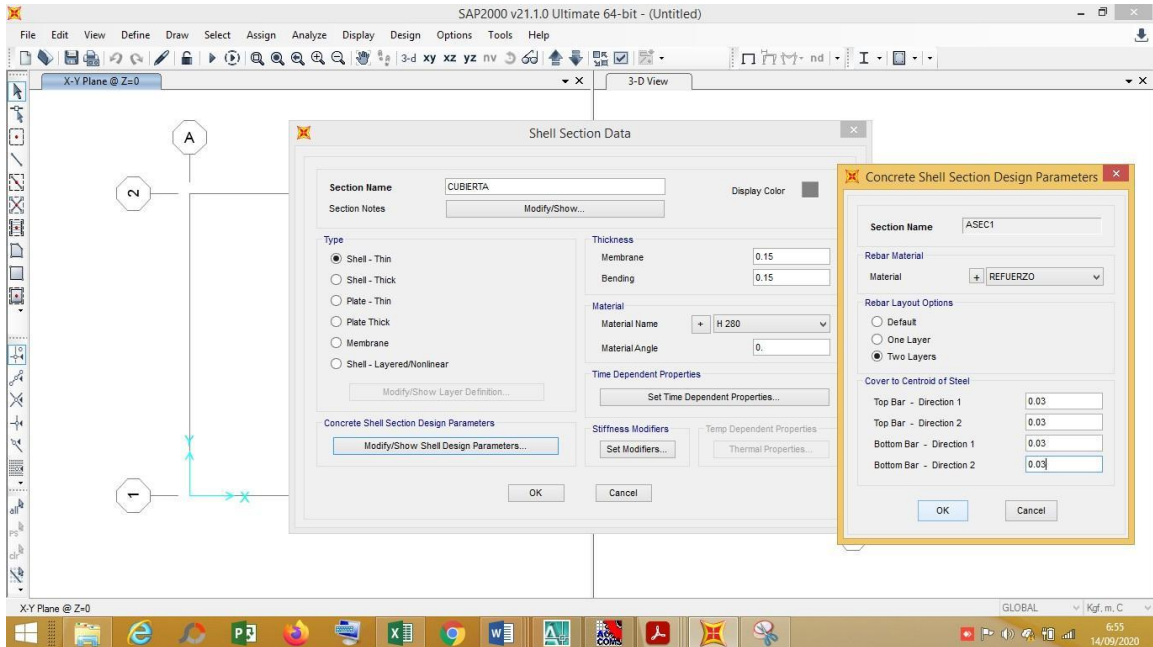 SAP2000 v21.1.0 Ultimate 64-bit - (Untitled)
File Edit View Define Draw Select Assign Analyze Display Design Options Tools Help
3-d xy xz yz nv nd
X-Y Plane @ Z=0
3-D View
A
2
1
Y
X
all
PS
clr
Shell Section Data
Section Name CUBIERTA Display Color
Section Notes Modify/Show...
Type
Shell - Thin
Shell - Thick
Plate - Thin
Plate Thick
Membrane
Shell - Layered/Nonlinear
Modify/Show Layer Definition...
Concrete Shell Section Design Parameters
Modify/Show Shell Design Parameters...
Thickness
Membrane 0.15
Bending 0.15
Material
Material Name + H 280
Material Angle 0.
Time Dependent Properties
Set Time Dependent Properties...
Stiffness Modifiers
Set Modifiers...
Temp Dependent Properties
Thermal Properties...
OK Cancel
Concrete Shell Section Design Parameters
Section Name ASEC1
Rebar Material
Material + REFUERZO
Rebar Layout Options
Default
One Layer
Two Layers
Cover to Centroid of Steel
Top Bar - Direction 1 0.03
Top Bar - Direction 2 0.03
Bottom Bar - Direction 1 0.03
Bottom Bar - Direction 2 0.03
OK Cancel
X-Y Plane @ Z=0
GLOBAL Kgf, m, C
6:55
14/09/2020